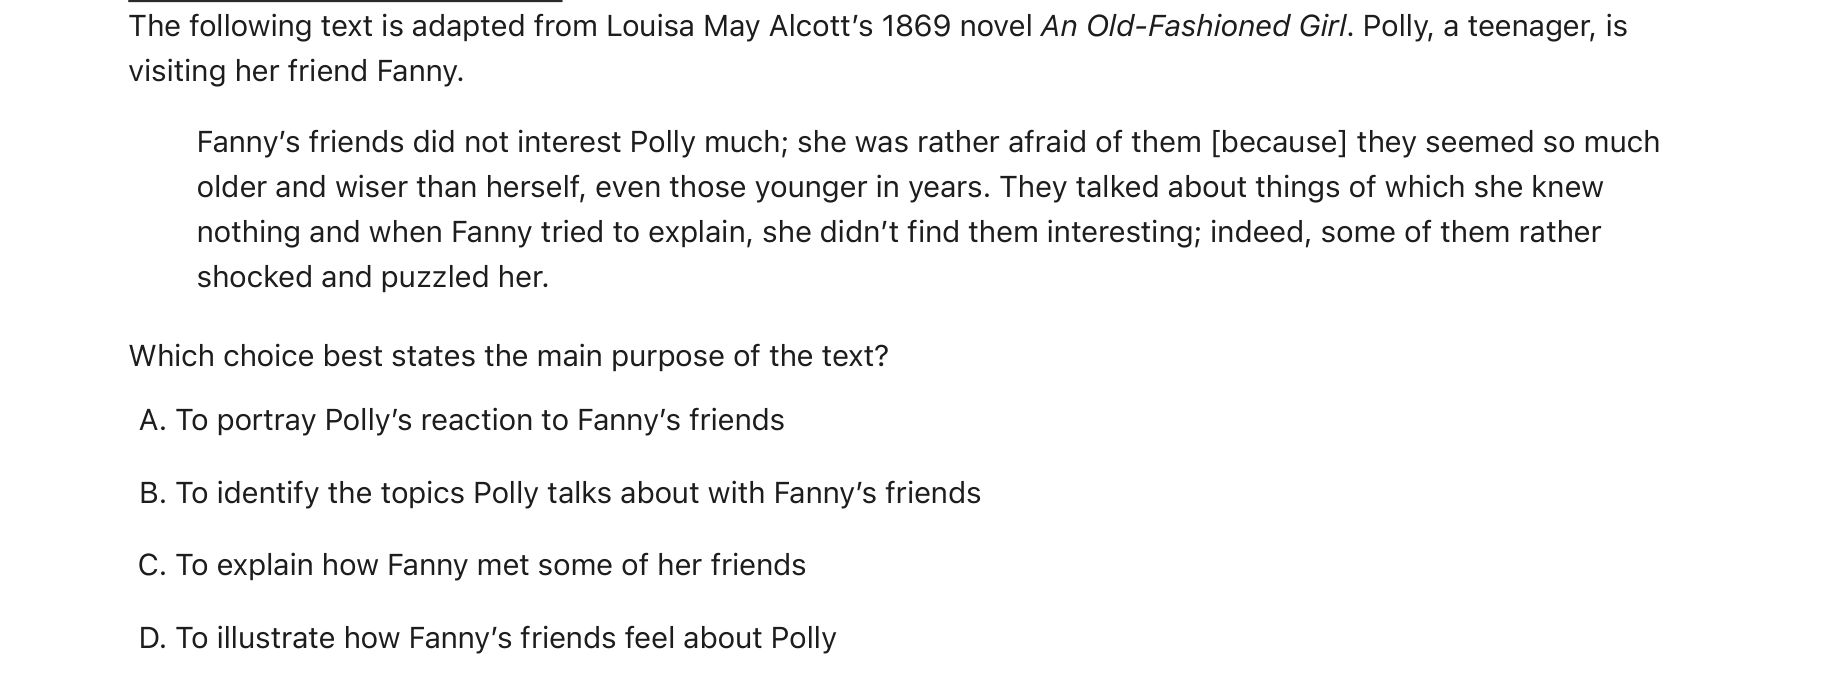 The following text is adapted from Louisa May Alcott’s 1869 novel An Old-Fashioned Girl. Polly, a teenager, is
visiting her friend Fanny.
Fanny’s friends did not interest Polly much; she was rather afraid of them [because] they seemed so much
older and wiser than herself, even those younger in years. They talked about things of which she knew
nothing and when Fanny tried to explain, she didn’t find them interesting; indeed, some of them rather
shocked and puzzled her.
Which choice best states the main purpose of the text?
A. To portray Polly’s reaction to Fanny’s friends
B. To identify the topics Polly talks about with Fanny’s friends
C. To explain how Fanny met some of her friends
D. To illustrate how Fanny’s friends feel about Polly